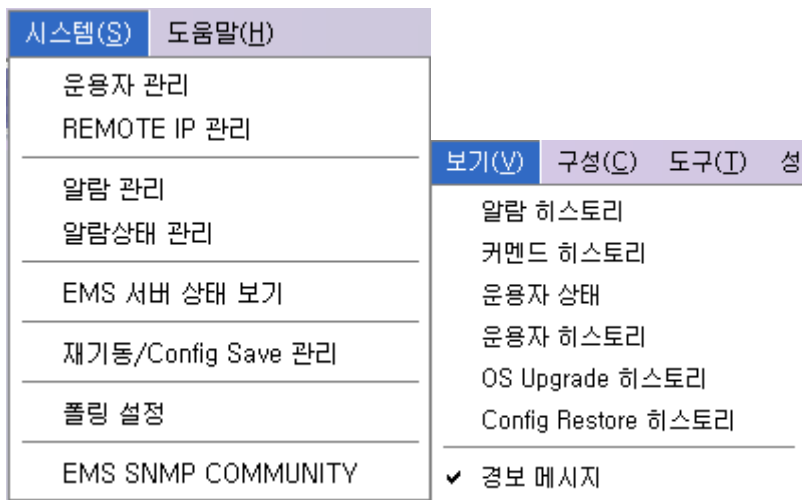 시스템(S) 도움말(H)
운용자 관리
REMOTE IP 관리
알람 관리
알람상태 관리
EMS 서버 상태 보기
재기동/Config Save 관리
폴링 설정
EMS SNMP COMMUNITY
보기(V) 구성(C) 도구(T) 성
알람 히스토리
커멘드 히스토리
운용자 상태
운용자 히스토리
OS Upgrade 히스토리
Config Restore 히스토리
✔ 경보 메시지